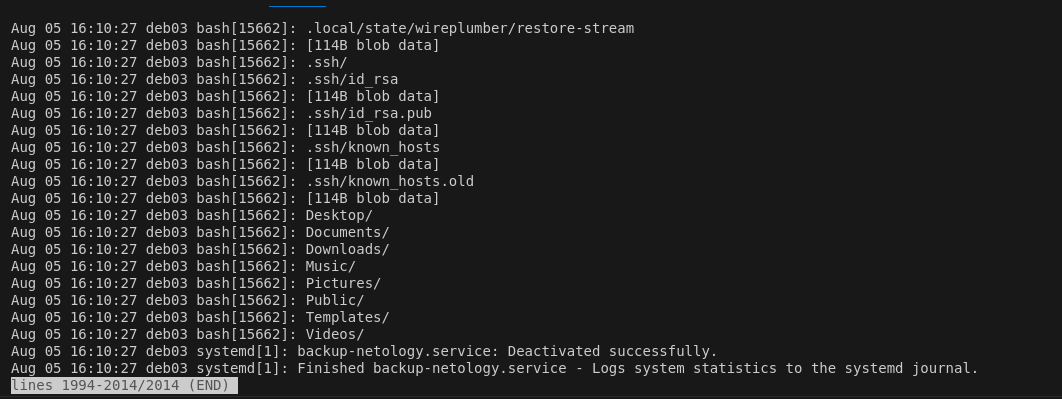 Aug 05 16:10:27 deb03 bash[15662]: .local/state/wireplumber/restore-stream
Aug 05 16:10:27 deb03 bash[15662]: [114B blob data]
Aug 05 16:10:27 deb03 bash[15662]: .ssh/
Aug 05 16:10:27 deb03 bash[15662]: .ssh/id_rsa
Aug 05 16:10:27 deb03 bash[15662]: [114B blob data]
Aug 05 16:10:27 deb03 bash[15662]: .ssh/id_rsa.pub
Aug 05 16:10:27 deb03 bash[15662]: [114B blob data]
Aug 05 16:10:27 deb03 bash[15662]: .ssh/known_hosts
Aug 05 16:10:27 deb03 bash[15662]: [114B blob data]
Aug 05 16:10:27 deb03 bash[15662]: .ssh/known_hosts.old
Aug 05 16:10:27 deb03 bash[15662]: [114B blob data]
Aug 05 16:10:27 deb03 bash[15662]: Desktop/
Aug 05 16:10:27 deb03 bash[15662]: Documents/
Aug 05 16:10:27 deb03 bash[15662]: Downloads/
Aug 05 16:10:27 deb03 bash[15662]: Music/
Aug 05 16:10:27 deb03 bash[15662]: Pictures/
Aug 05 16:10:27 deb03 bash[15662]: Public/
Aug 05 16:10:27 deb03 bash[15662]: Templates/
Aug 05 16:10:27 deb03 bash[15662]: Videos/
Aug 05 16:10:27 deb03 systemd[1]: backup-netology.service: Deactivated successfully.
Aug 05 16:10:27 deb03 systemd[1]: Finished backup-netology.service - Logs system statistics to the systemd journal.
lines 1994-2014/2014 (END)